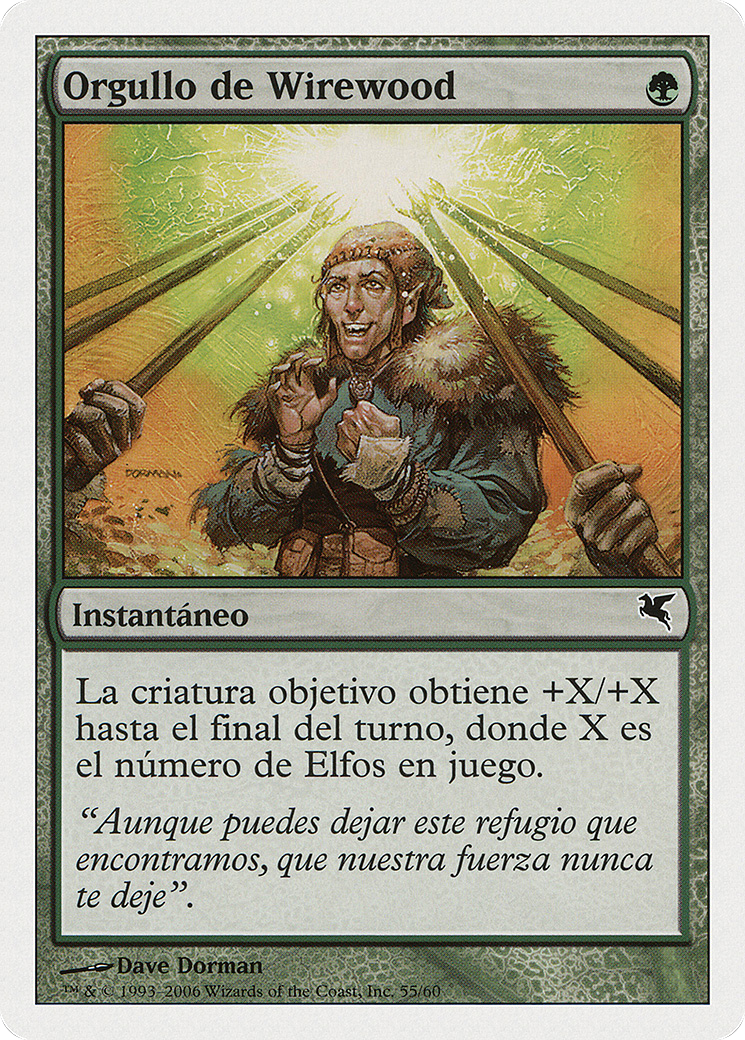 Orgullo de Wirewood
DORMAN
Instantáneo
La criatura objetivo obtiene +X/+X
hasta el final del turno, donde X es
el número de Elfos en juego.
“Aunque puedes dejar este refugio que
encontramos, que nuestra fuerza nunca
te deje”.
Dave Dorman
™ & © 1993–2006 Wizards of the Coast, Inc. 55/60